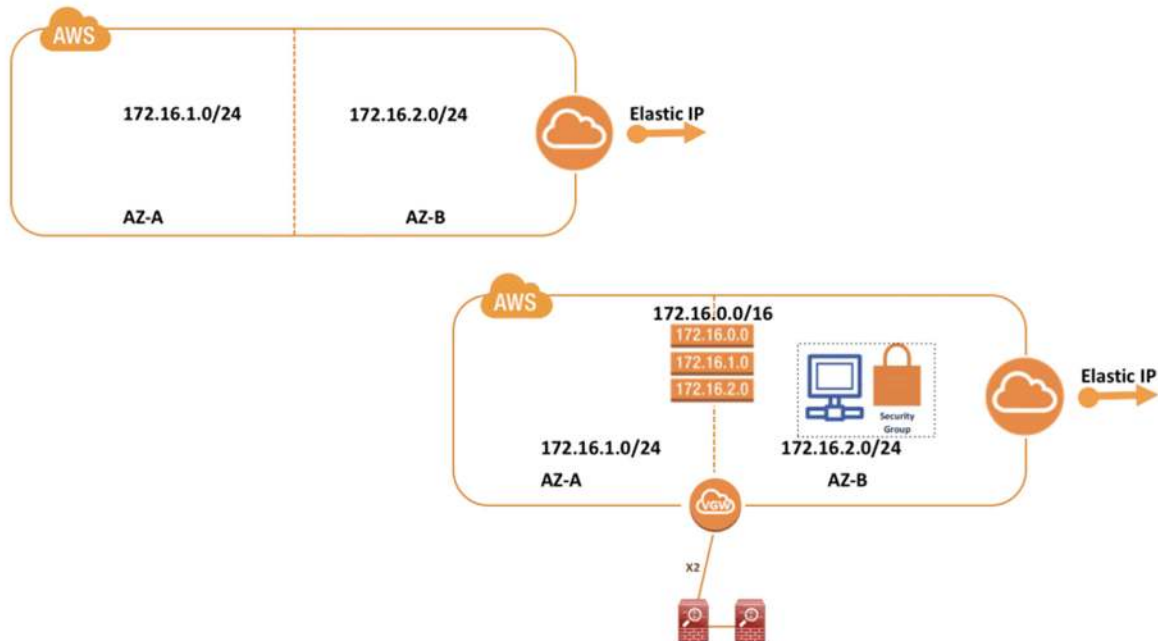 AWS
172.16.1.0/24
172.16.2.0/24
Elastic IP
AZ-A
AZ-B
AWS
172.16.0.0/16
172.16.0.0
172.16.1.0
172.16.2.0
Elastic IP
Security
Group
172.16.1.0/24
172.16.2.0/24
AZ-A
AZ-B
VGW
X2